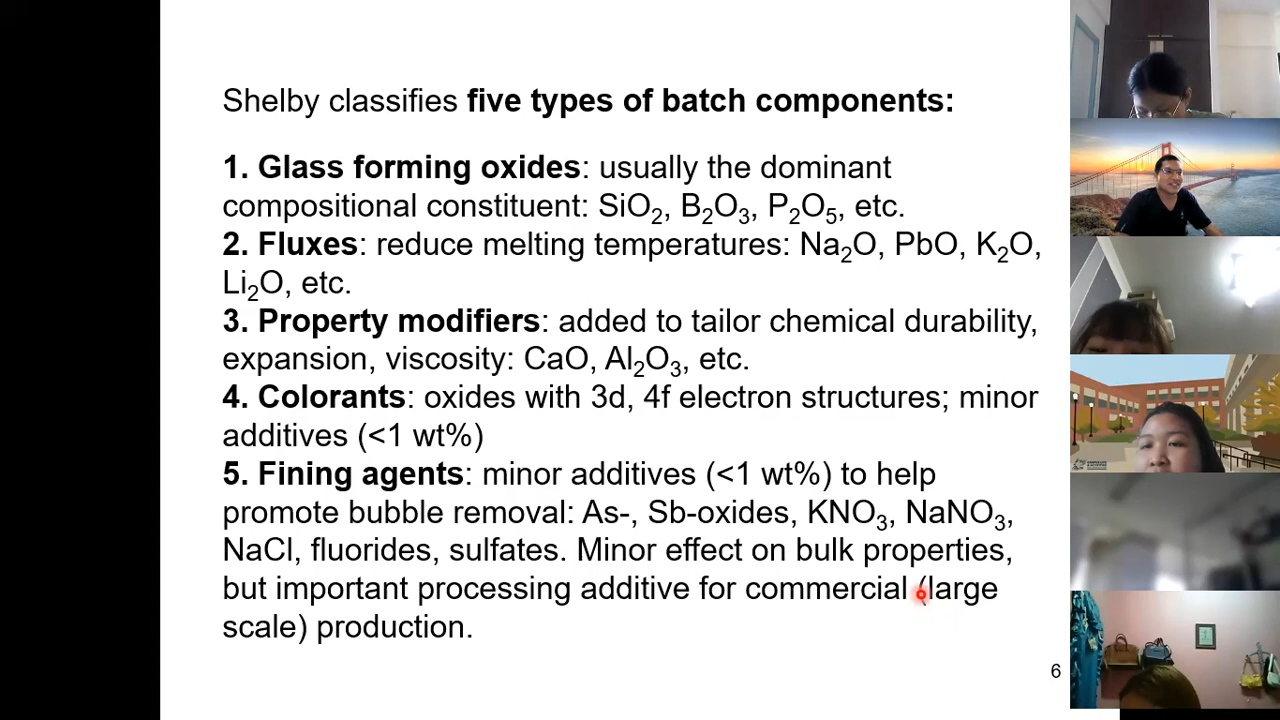 Shelby classifies five types of batch components:
1. Glass forming oxides: usually the dominant
compositional constituent: SiO₂, B₂O₃, P₂O₅, etc.
2. Fluxes: reduce melting temperatures: Na₂O, PbO, K₂O,
Li₂O, etc.
3. Property modifiers: added to tailor chemical durability,
expansion, viscosity: CaO, Al₂O₃, etc.
4. Colorants: oxides with 3d, 4f electron structures; minor
additives (<1 wt%)
5. Fining agents: minor additives (<1 wt%) to help
promote bubble removal: As-, Sb-oxides, KNO₃, NaNO₃,
NaCl, fluorides, sulfates. Minor effect on bulk properties,
but important processing additive for commercial (large
scale) production.
6